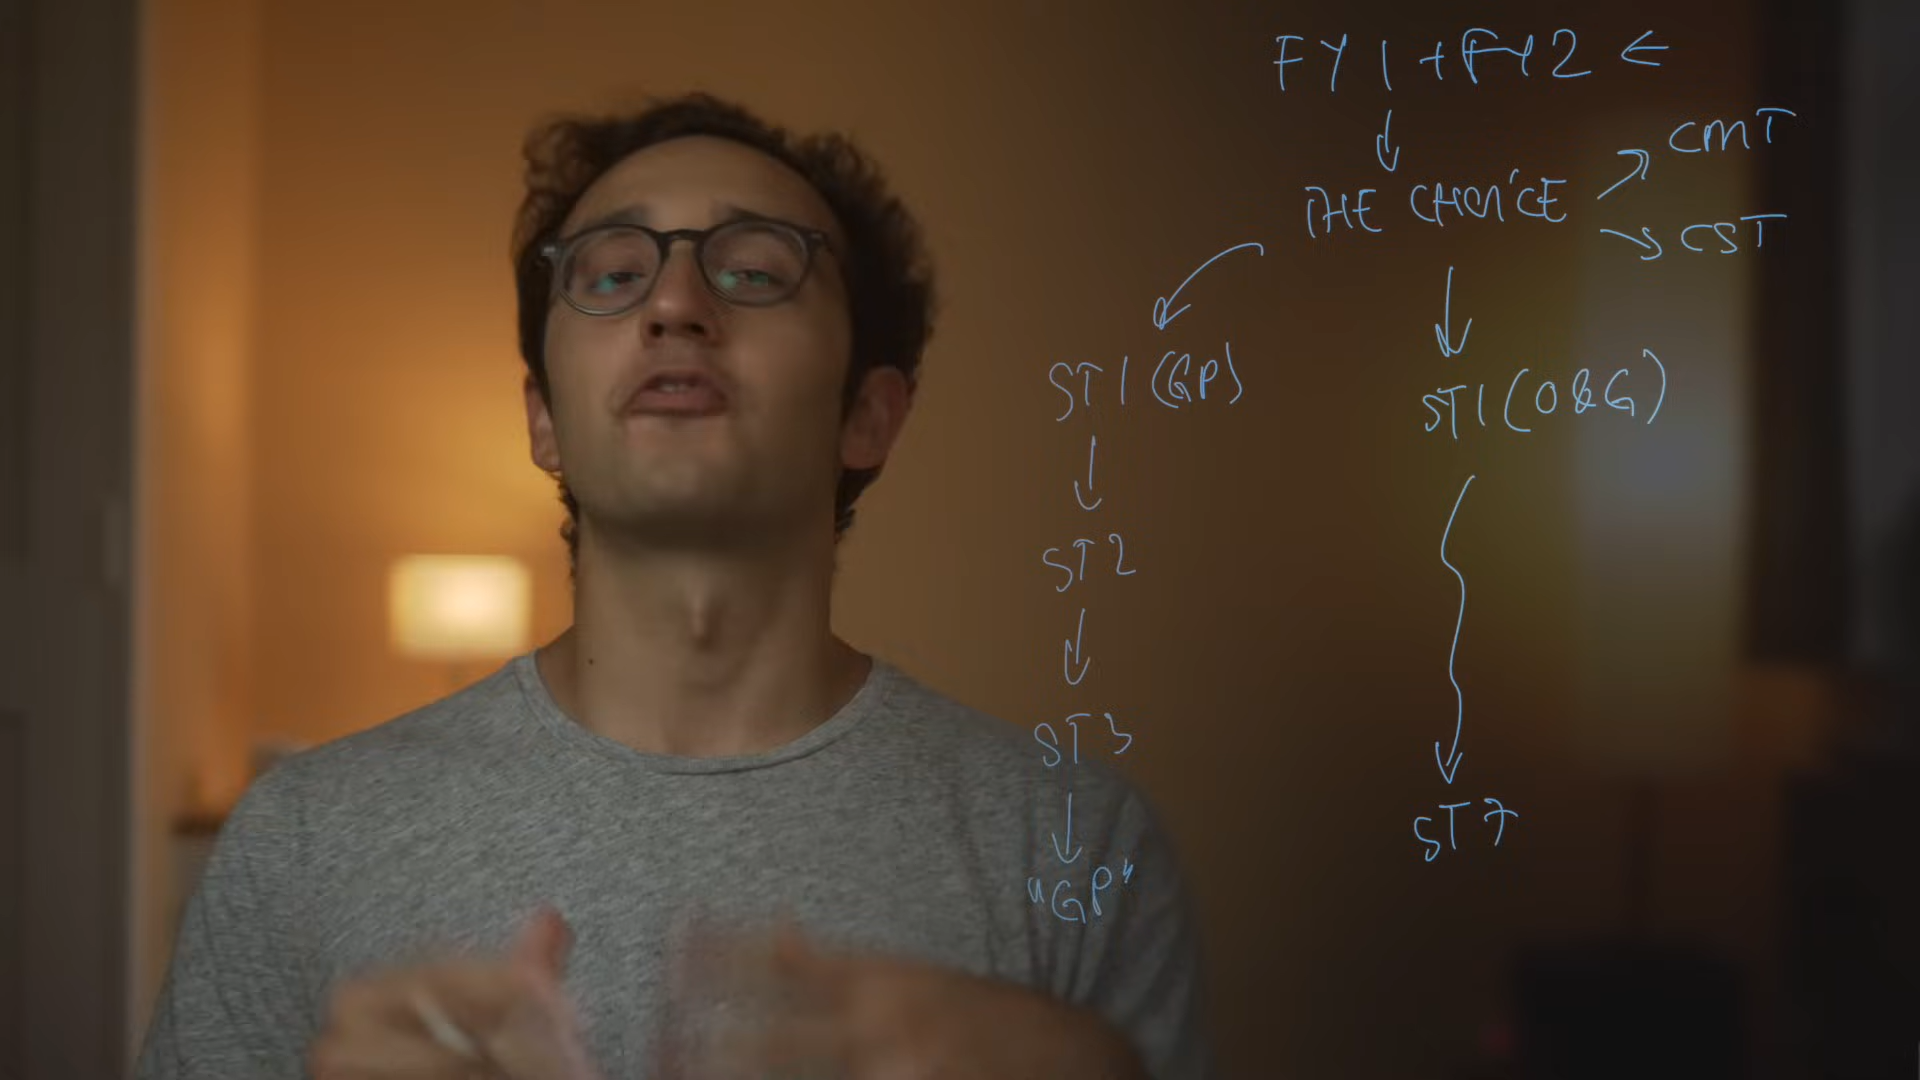 FY1+FY2 ←
↓
THE CHOICE
CMT
CST
ST1 (GP)
ST1 (O&G)
ST2
ST3
ST7
"GP"